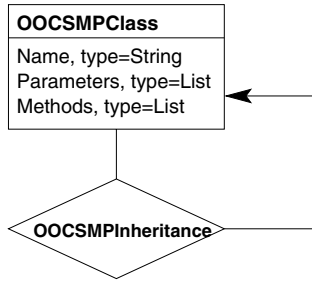 OOCSMPClass
Name, type=String
Parameters, type=List
Methods, type=List
OOCSMPInheritance